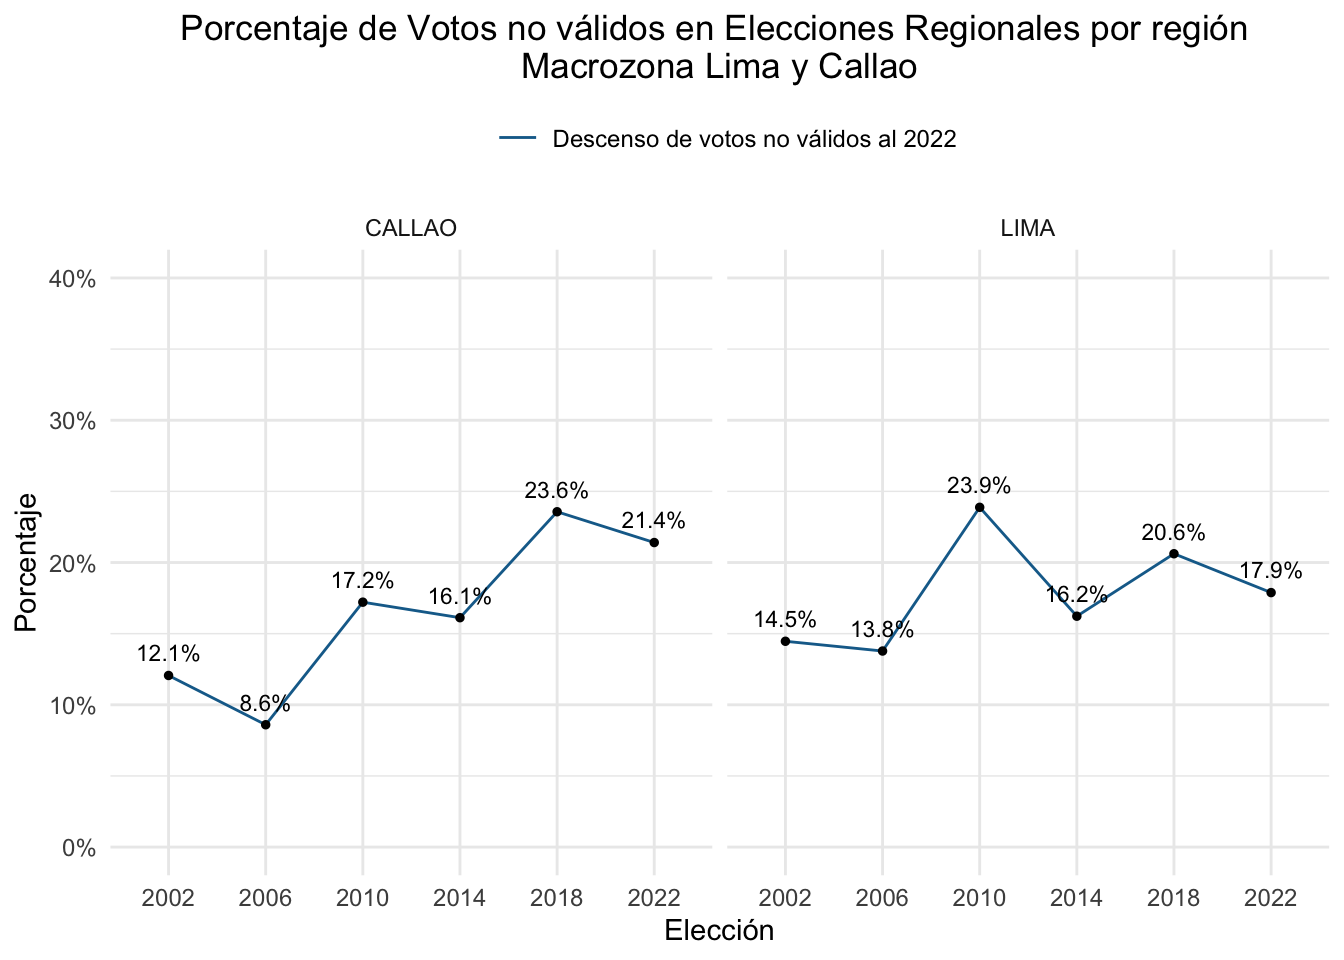 Porcentaje de Votos no válidos en Elecciones Regionales por región
Macrozona Lima y Callao
Descenso de votos no válidos al 2022
CALLAO
LIMA
Porcentaje
40%
30%
20%
10%
0%
12.1%
8.6%
17.2%
16.1%
23.6%
21.4%
14.5%
13.8%
23.9%
16.2%
20.6%
17.9%
2002 2006 2010 2014 2018 2022
2002 2006 2010 2014 2018 2022
Elección